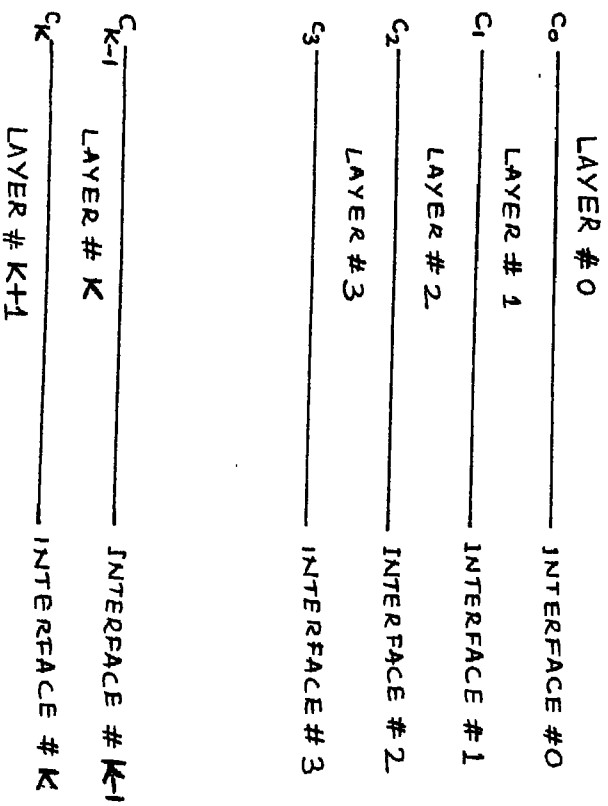 LAYER #0
C0 INTERFACE #0
LAYER # 1
C1 INTERFACE #1
LAYER # 2
C2 INTERFACE #2
LAYER #3
C3 INTERFACE #3
CK-1 INTERFACE #K-1
LAYER # K
CK INTERFACE #K
LAYER # K+1